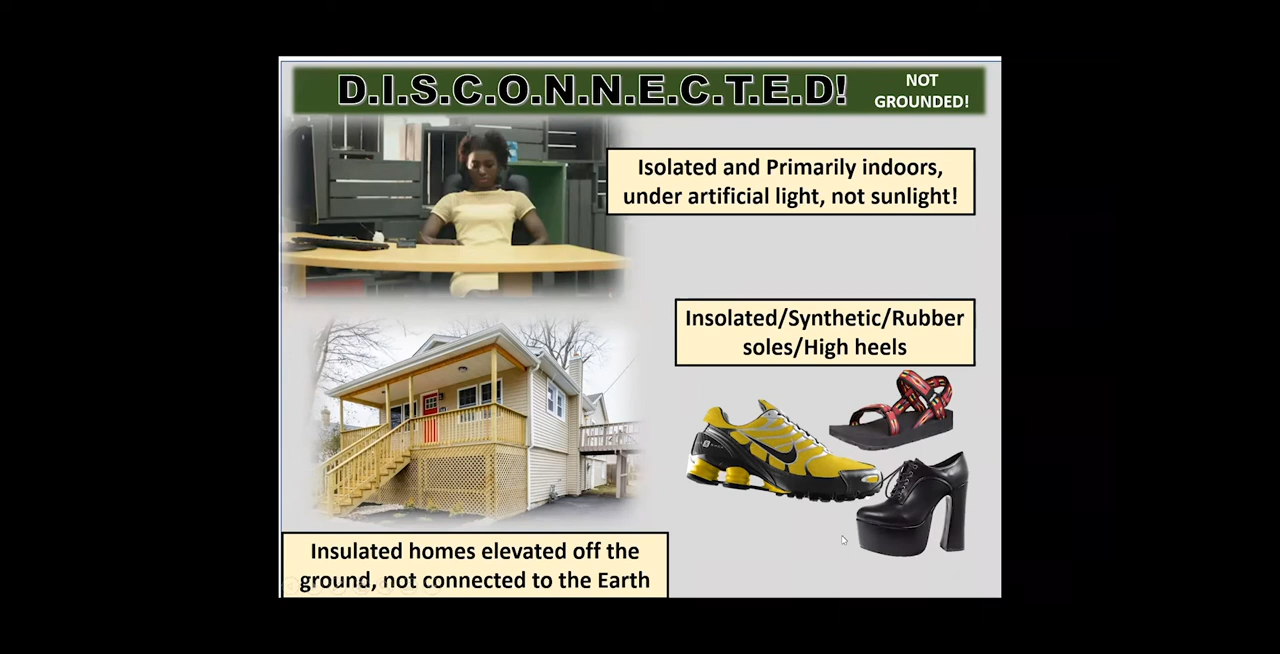 D.I.S.C.O.N.N.E.C.T.E.D!
NOT
GROUNDED!
Isolated and Primarily indoors,
under artificial light, not sunlight!
Insolated/Synthetic/Rubber
soles/High heels
Insulated homes elevated off the
ground, not connected to the Earth